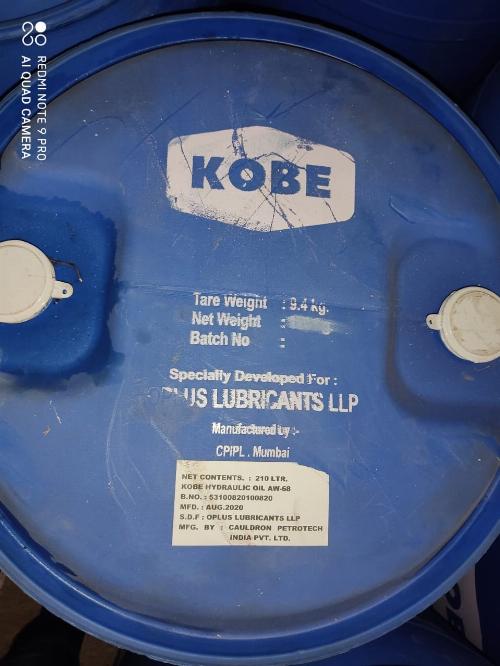 REDMI NOTE 9 PRO
AI QUAD CAMERA
KOBE
Tare Weight : 9.4 kg.
Net Weight :
Batch No :
Specially Developed For :
LUBRICANTS LLP
Manufactured by :-
CPIPL . Mumbai
NET CONTENTS. : 210 LTR.
KOBE HYDRAULIC OIL AW-68
B.NO. : 53100820100820
MFD. : AUG.2020
S.D.F : OPLUS LUBRICANTS LLP
MFG. BY : CAULDRON PETROTECH
INDIA PVT. LTD.